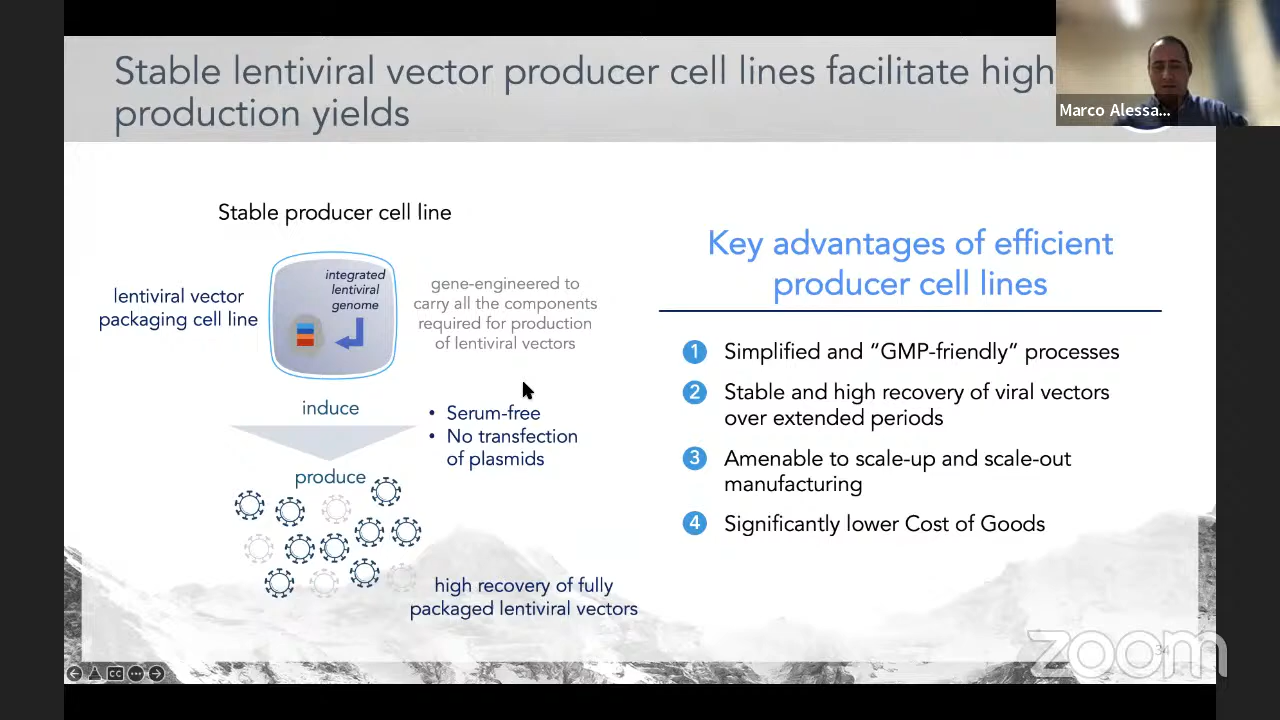 Stable lentiviral vector producer cell lines facilitate high
production yields
Marco Alessa...
Stable producer cell line
lentiviral vector
packaging cell line
integrated
lentiviral
genome
gene-engineered to
carry all the components
required for production
of lentiviral vectors
induce
• Serum-free
• No transfection
of plasmids
produce
high recovery of fully
packaged lentiviral vectors
Key advantages of efficient
producer cell lines
1 Simplified and “GMP-friendly” processes
2 Stable and high recovery of viral vectors
over extended periods
3 Amenable to scale-up and scale-out
manufacturing
4 Significantly lower Cost of Goods
34
zoom
CC